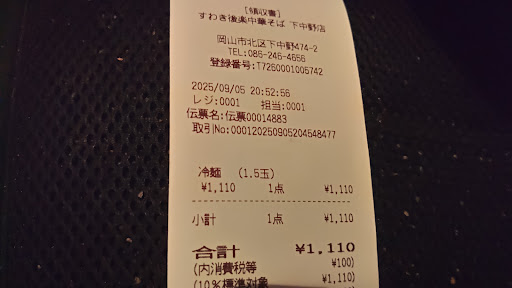 [領収書]
すわき後楽中華そば 下中野店
岡山市北区下中野474-2
TEL:086-246-4656
登録番号:T7260001005742
2025/09/05 20:52:56
レジ:0001 担当:0001
伝票名:伝票00014883
取引No:000120250905204548477
冷麺 (1.5玉)
¥1,110 1点 ¥1,110
小計 1点 ¥1,110
合計 ¥1,110
(内消費税等 ¥100)
(10%標準対象 ¥1,110)